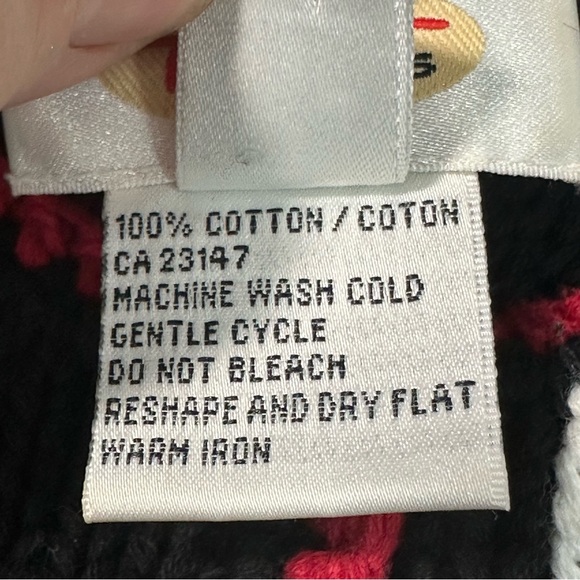 100% COTTON / COTON
CA 23147
MACHINE WASH COLD
GENTLE CYCLE
DO NOT BLEACH
RESHAPE AND DRY FLAT
WARM IRON